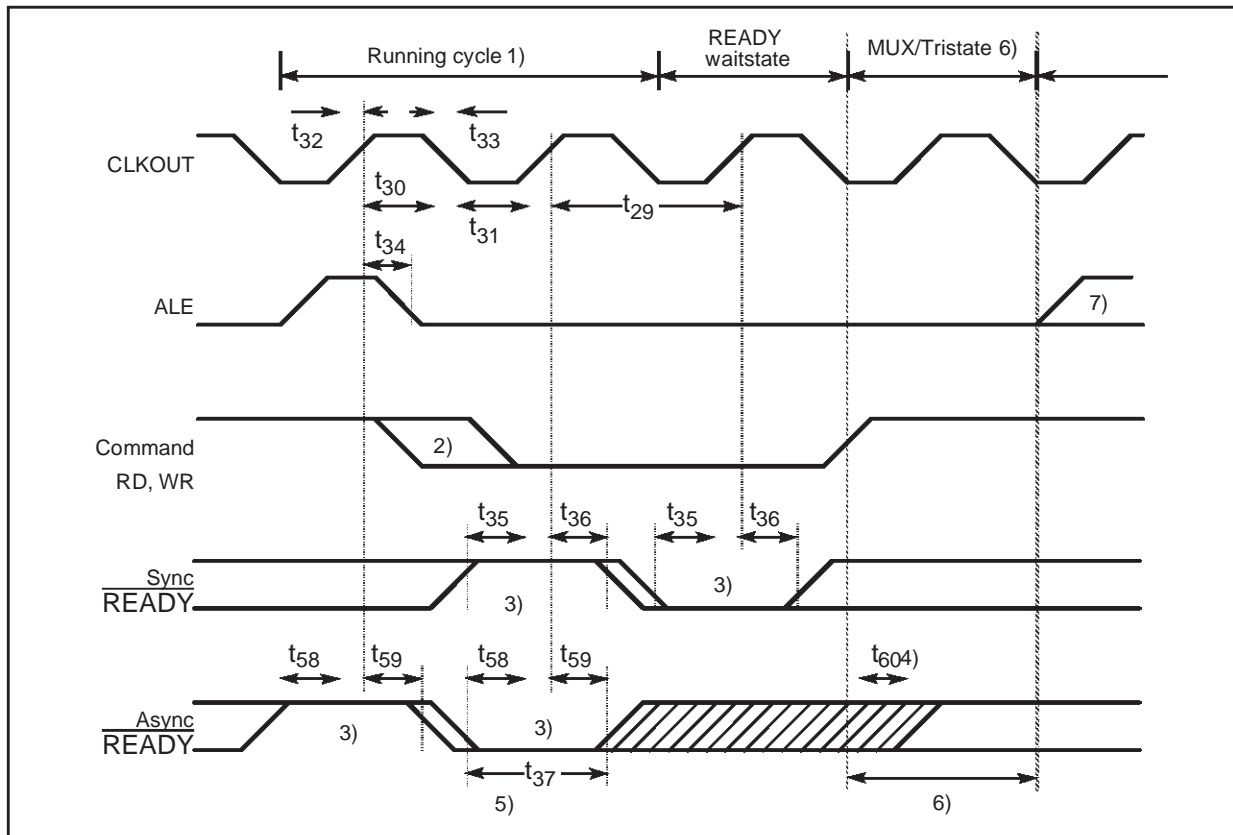 Running cycle 1)
READY
waitstate
MUX/Tristate 6)
t32
t33
CLKOUT
t30
t31
t29
t34
ALE
7)
Command
RD, WR
2)
t35
t36
t35
t36
Sync
READY
3)
3)
t58
t59
t58
t59
t604)
Async
READY
3)
3)
t37
5)
6)